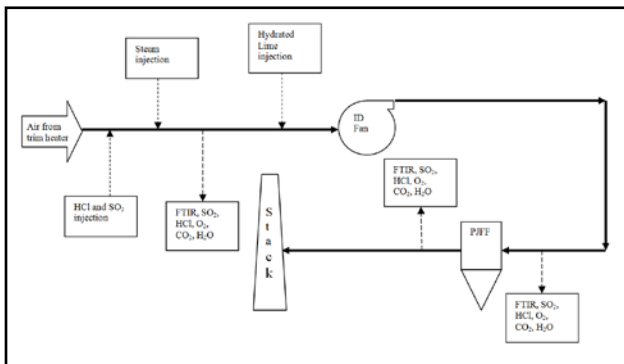 Steam
injection
Hydrated
Lime
injection
ID
Fan
Air from
trim heater
HCl and SO₂
injection
FTIR, SO₂,
HCl, O₂,
CO₂, H₂O
Stack
FTIR, SO₂,
HCl, O₂,
CO₂, H₂O
PJFF
FTIR, SO₂,
HCl, O₂,
CO₂, H₂O